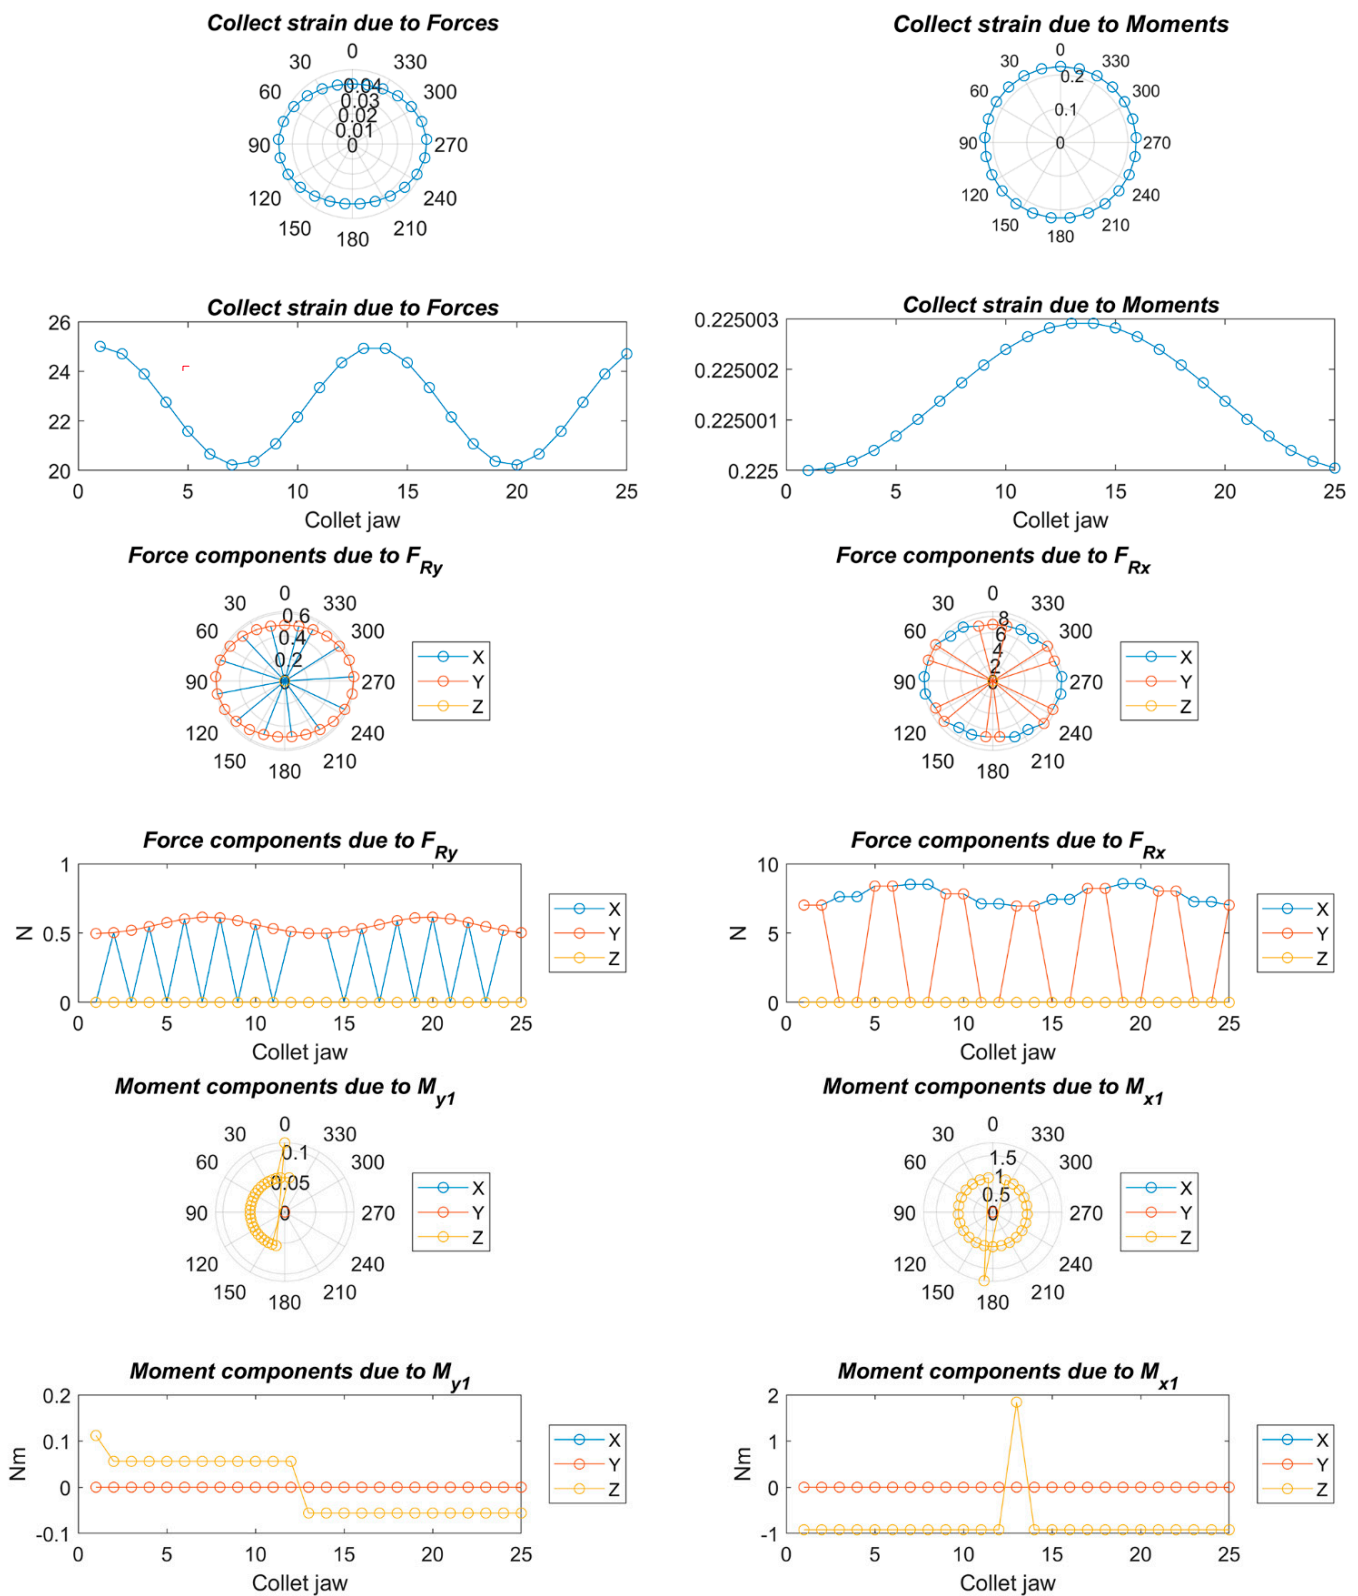 Collect strain due to Forces
0
30 330
60 300
90 270
120 240
150 210
180
0.04
0.03
0.02
0.01
0
Collect strain due to Moments
0
30 330
60 300
90 270
120 240
150 210
180
0.2
0.1
0
Collect strain due to Forces
26
24
22
20
0 5 10 15 20 25
Collet jaw
Collect strain due to Moments
0.225003
0.225002
0.225001
0.225
0 5 10 15 20 25
Collet jaw
Force components due to F_Ry
0
30 330
60 300
90 270
120 240
150 210
180
0.6
0.4
0.2
0
X
Y
Z
Force components due to F_Rx
0
30 330
60 300
90 270
120 240
150 210
180
8
6
4
2
0
X
Y
Z
Force components due to F_Ry
1
0.5
0
N
0 5 10 15 20 25
Collet jaw
X
Y
Z
Force components due to F_Rx
10
5
0
N
0 5 10 15 20 25
Collet jaw
X
Y
Z
Moment components due to M_y1
0
30 330
60 300
90 270
120 240
150 210
180
0.1
0.05
0
X
Y
Z
Moment components due to M_x1
0
30 330
60 300
90 270
120 240
150 210
180
1.5
1
0.5
0
X
Y
Z
Moment components due to M_y1
0.2
0.1
0
-0.1
Nm
0 5 10 15 20 25
Collet jaw
X
Y
Z
Moment components due to M_x1
2
1
0
-1
Nm
0 5 10 15 20 25
Collet jaw
X
Y
Z